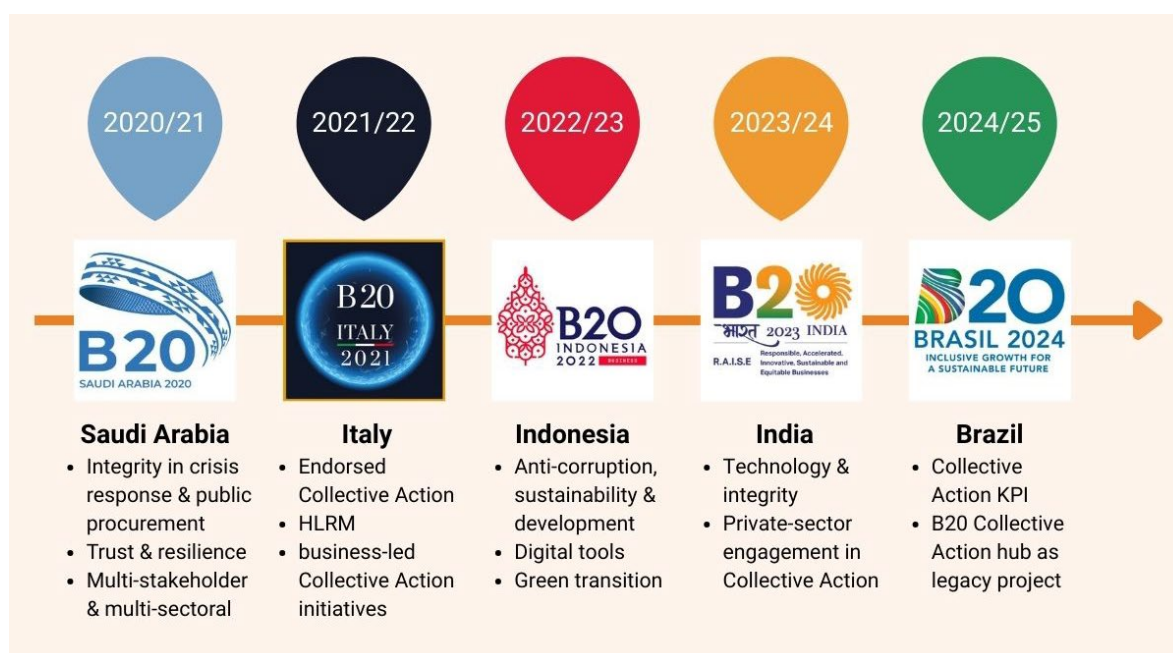 2020/21
2021/22
2022/23
2023/24
2024/25
B20
SAUDI ARABIA 2020
B20
ITALY
2021
B20
INDONESIA
2022 BUSINESS
B20
भारत 2023 INDIA
R.A.I.S.E
Responsible, Accelerated,
Innovative, Sustainable and
Equitable Businesses
B20
BRASIL 2024
INCLUSIVE GROWTH FOR
A SUSTAINABLE FUTURE
Saudi Arabia
• Integrity in crisis
response & public
procurement
• Trust & resilience
• Multi-stakeholder
& multi-sectoral
Italy
• Endorsed
Collective Action
• HLRM
• business-led
Collective Action
initiatives
Indonesia
• Anti-corruption,
sustainability &
development
• Digital tools
• Green transition
India
• Technology &
integrity
• Private-sector
engagement in
Collective Action
Brazil
• Collective
Action KPI
• B20 Collective
Action hub as
legacy project